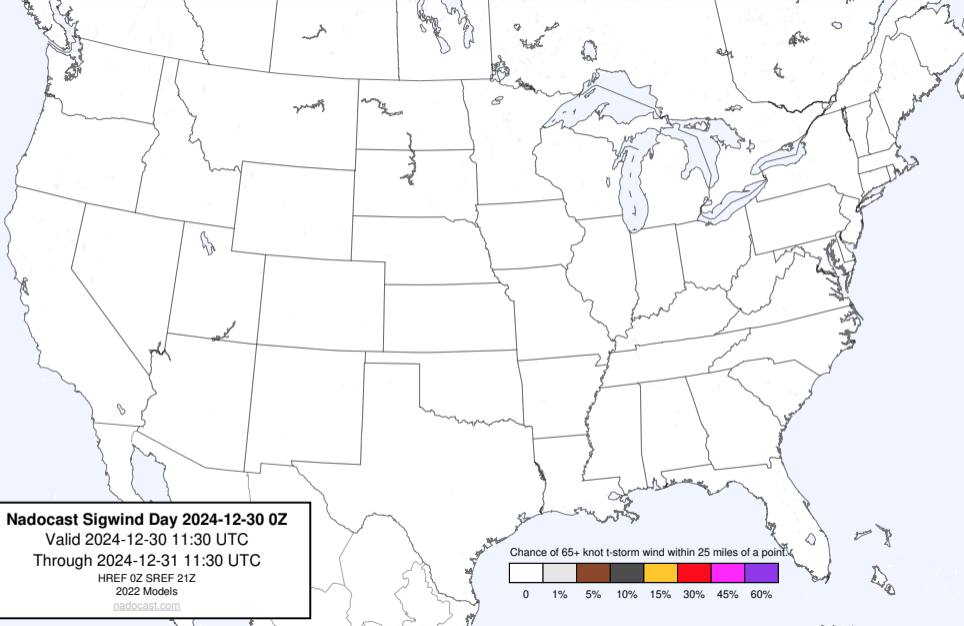 Nadocast Sigwind Day 2024-12-30 0Z
Valid 2024-12-30 11:30 UTC
Through 2024-12-31 11:30 UTC
HREF 0Z SREF 21Z
2022 Models
nadocast.com
Chance of 65+ knot t-storm wind within 25 miles of a point.
0 1% 5% 10% 15% 30% 45% 60%